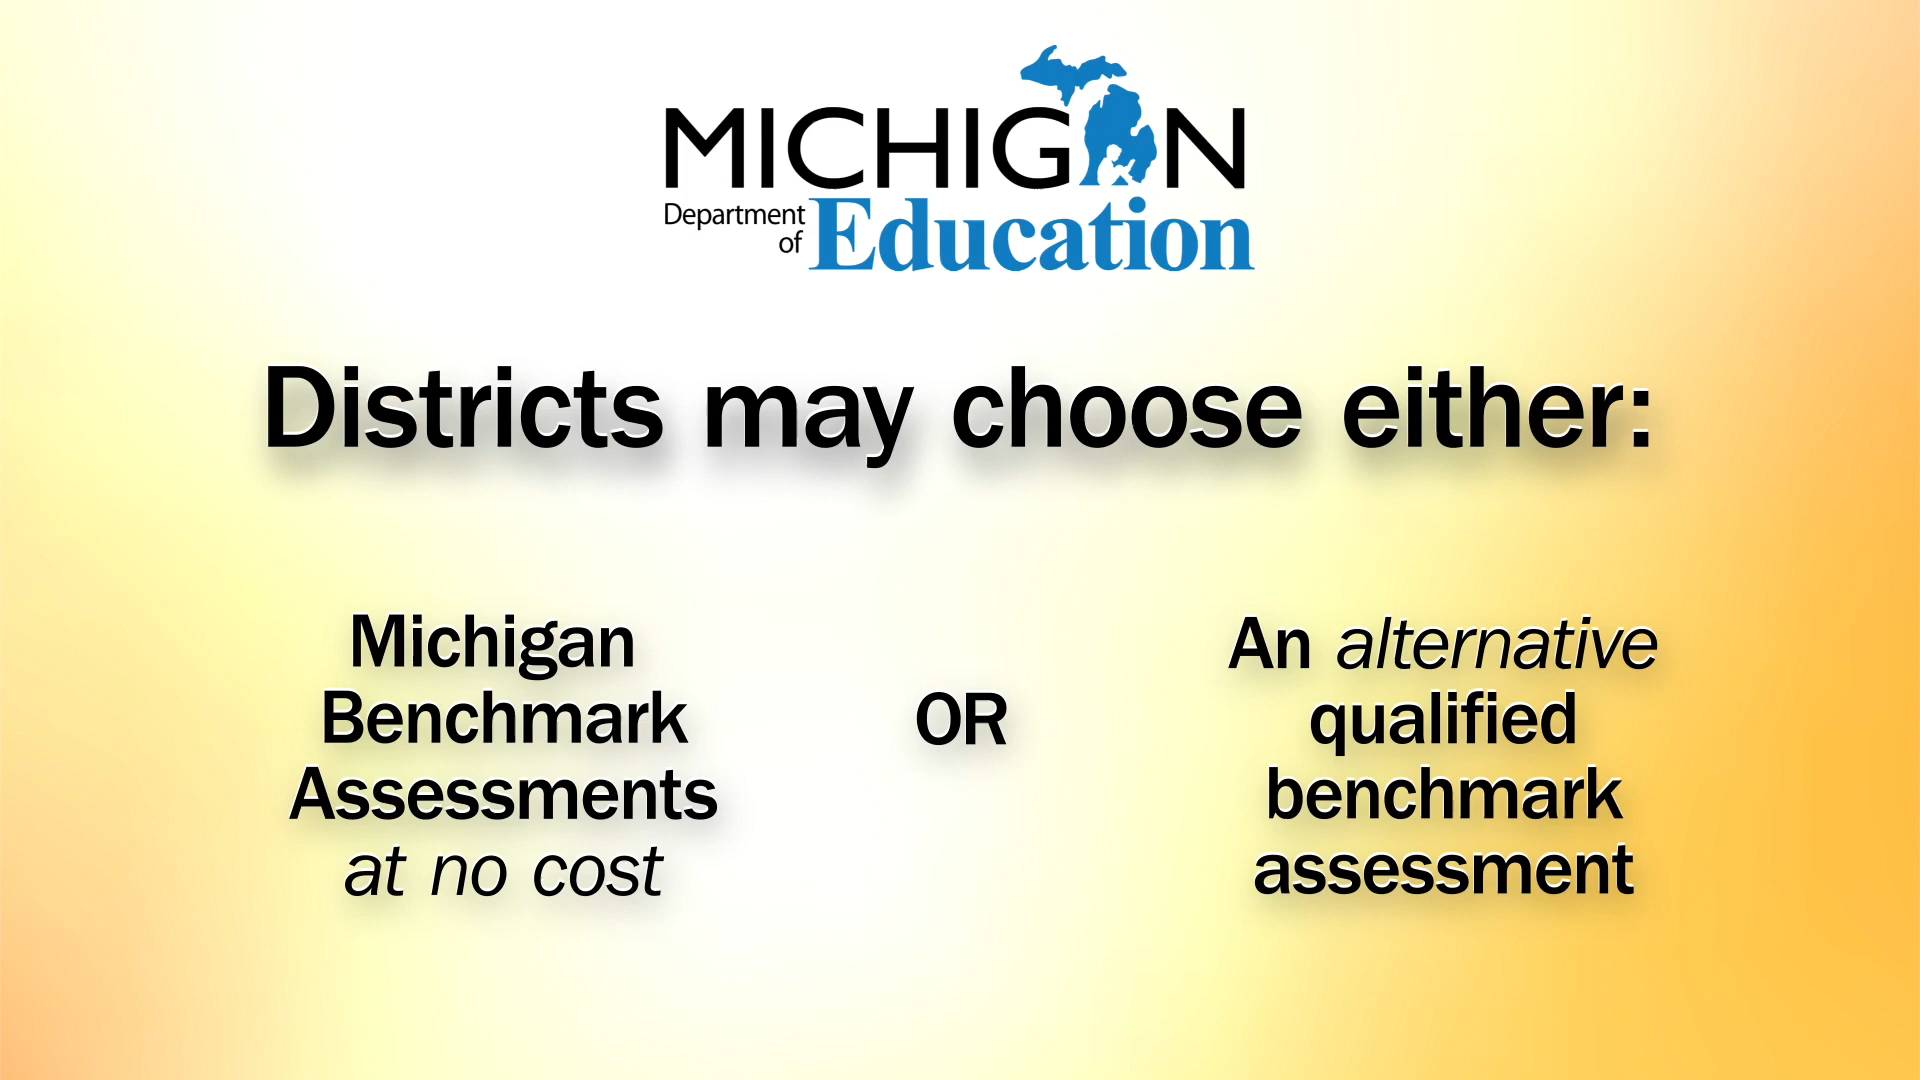 MICHIGAN
Department
of Education
Districts may choose either:
Michigan
Benchmark
Assessments
at no cost
OR
An alternative
qualified
benchmark
assessment